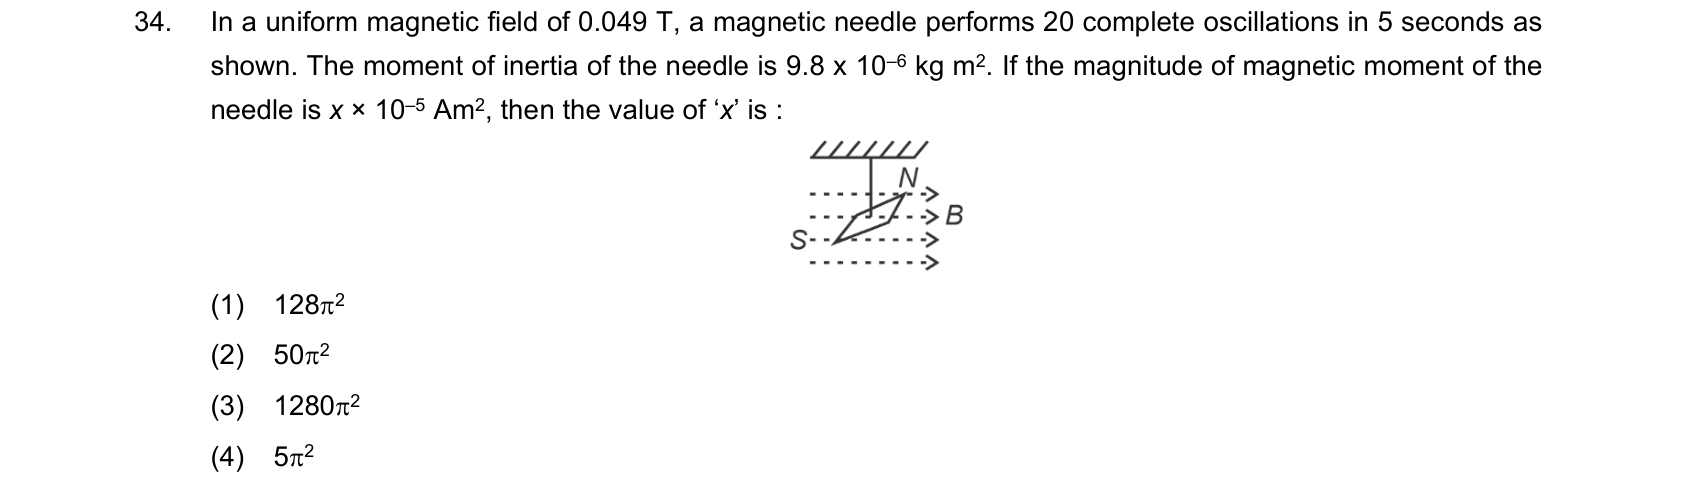 34. In a uniform magnetic field of 0.049 T, a magnetic needle performs 20 complete oscillations in 5 seconds as
shown. The moment of inertia of the needle is 9.8 x 10⁻⁶ kg m². If the magnitude of magnetic moment of the
needle is x × 10⁻⁵ Am², then the value of ‘x’ is :
N
B
S
(1) 128π²
(2) 50π²
(3) 1280π²
(4) 5π²